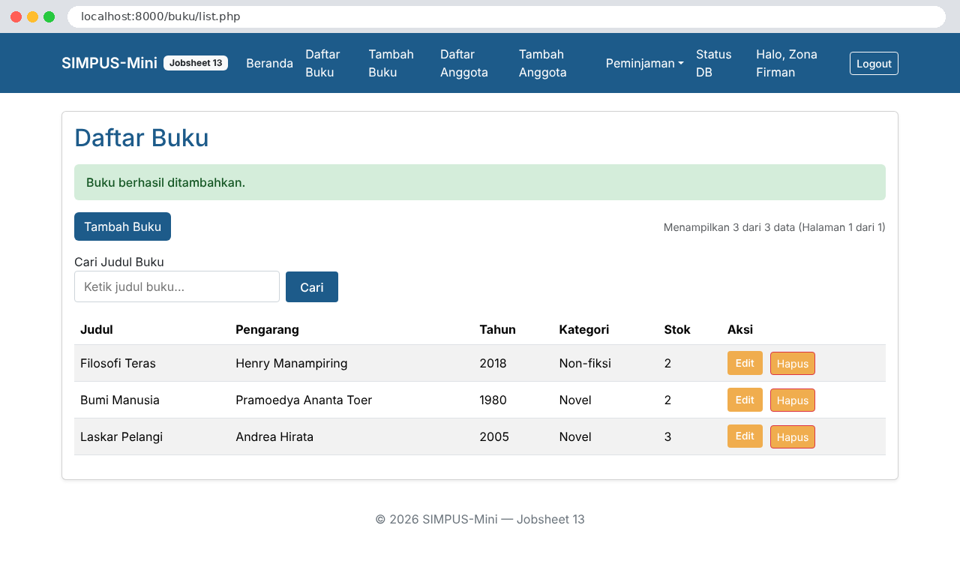 localhost:8000/buku/list.php
SIMPUS-Mini Jobsheet 13 Beranda Daftar Buku Tambah Buku Daftar Anggota Tambah Anggota Peminjaman Status DB Halo, Zona Firman Logout
Daftar Buku
Buku berhasil ditambahkan.
Tambah Buku Menampilkan 3 dari 3 data (Halaman 1 dari 1)
Cari Judul Buku
Ketik judul buku... Cari
Judul Pengarang Tahun Kategori Stok Aksi
Filosofi Teras Henry Manampiring 2018 Non-fiksi 2 Edit Hapus
Bumi Manusia Pramoedya Ananta Toer 1980 Novel 2 Edit Hapus
Laskar Pelangi Andrea Hirata 2005 Novel 3 Edit Hapus
© 2026 SIMPUS-Mini — Jobsheet 13